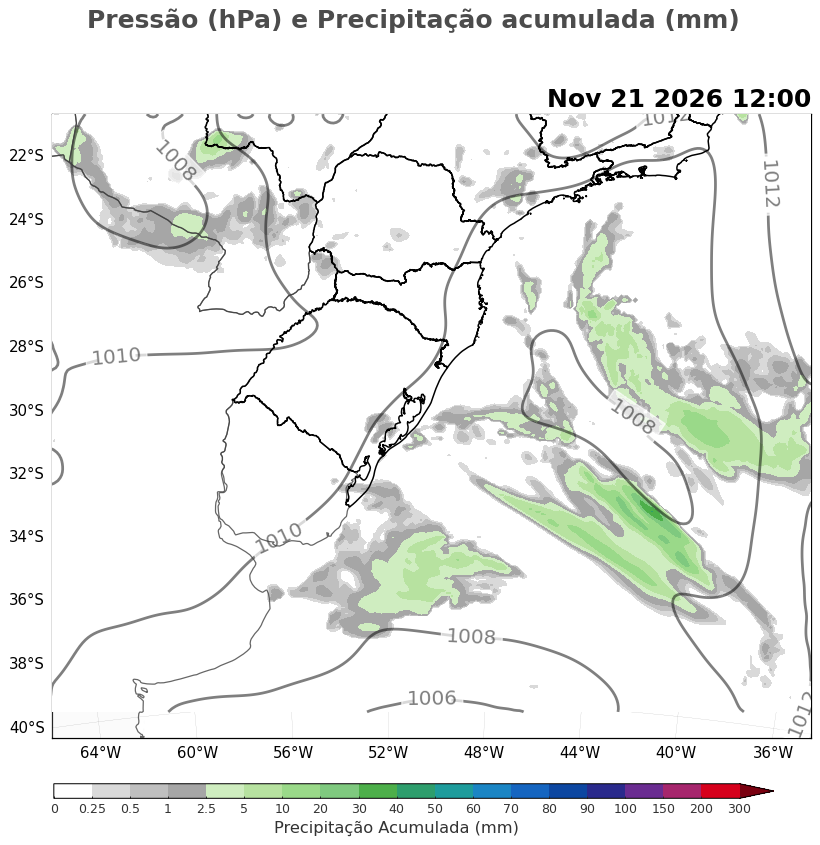 Pressão (hPa) e Precipitação acumulada (mm)
Nov 21 2026 12:00
1012
22°S
1008
1012
24°S
26°S
28°S
1010
30°S
1008
32°S
34°S
1010
36°S
1008
38°S
1006
1012
40°S
64°W 60°W 56°W 52°W 48°W 44°W 40°W 36°W
0 0.25 0.5 1 2.5 5 10 20 30 40 50 60 70 80 90 100 150 200 300
Precipitação Acumulada (mm)